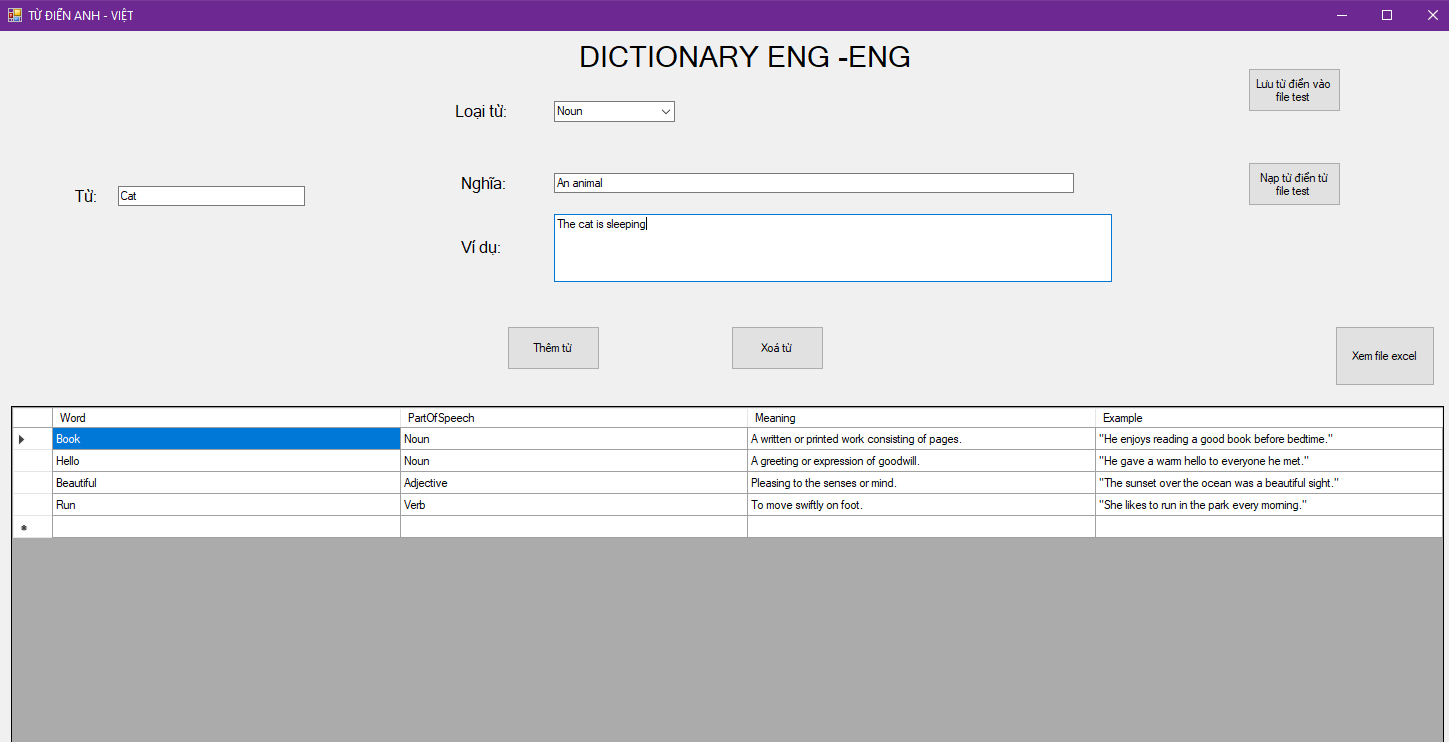 TỪ ĐIỂN ANH - VIỆT
DICTIONARY ENG -ENG
Lưu từ điển vào
file test
Loại từ:
Noun
Nạp từ điển từ
file test
Nghĩa:
An animal
Từ:
Cat
The cat is sleeping
Ví dụ:
Thêm từ
Xoá từ
Xem file excel
Word PartOfSpeech Meaning Example
Book Noun A written or printed work consisting of pages. "He enjoys reading a good book before bedtime."
Hello Noun A greeting or expression of goodwill. "He gave a warm hello to everyone he met."
Beautiful Adjective Pleasing to the senses or mind. "The sunset over the ocean was a beautiful sight."
Run Verb To move swiftly on foot. "She likes to run in the park every morning."